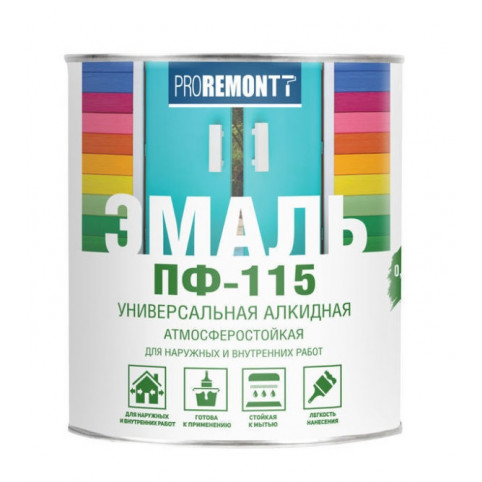 PROREMONTT
ЭМАЛЬ
ПФ-115
УНИВЕРСАЛЬНАЯ АЛКИДНАЯ
АТМОСФЕРОСТОЙКАЯ
ДЛЯ НАРУЖНЫХ И ВНУТРЕННИХ РАБОТ
ДЛЯ НАРУЖНЫХ
И ВНУТРЕННИХ РАБОТ
ГОТОВА
К ПРИМЕНЕНИЮ
СТОЙКАЯ
К МЫТЬЮ
ЛЕГКОСТЬ
НАНЕСЕНИЯ